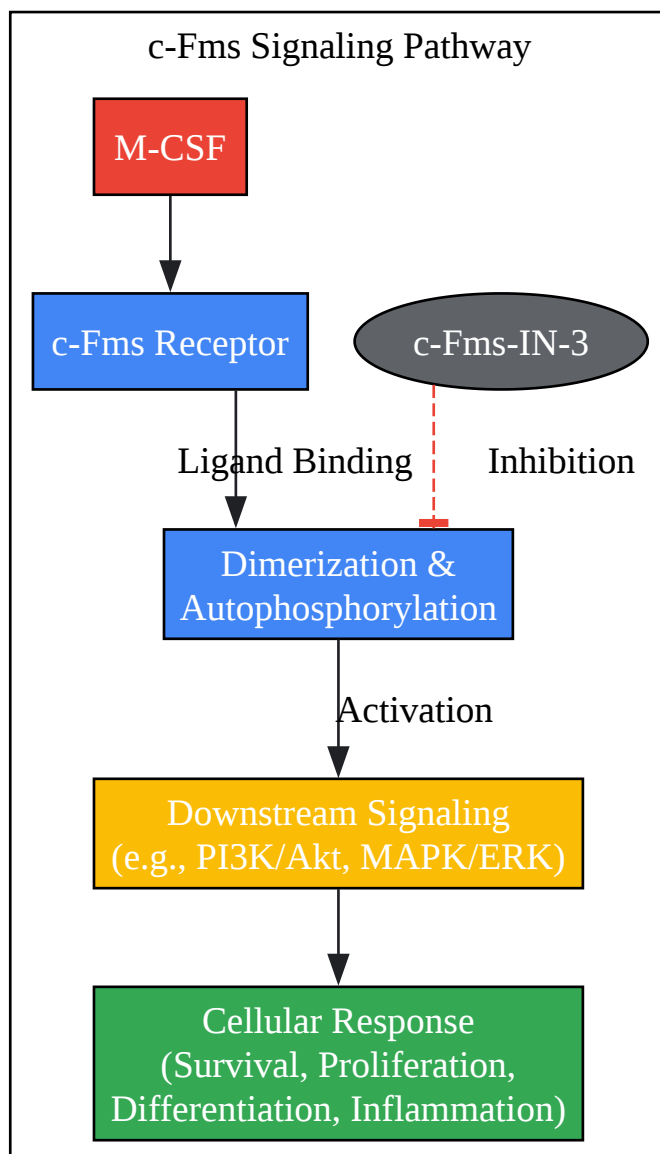 c-Fms Signaling Pathway
M-CSF
c-Fms Receptor
c-Fms-IN-3
Ligand Binding
Inhibition
Dimerization &
Autophosphorylation
Activation
Downstream Signaling
(e.g., PI3K/Akt, MAPK/ERK)
Cellular Response
(Survival, Proliferation,
Differentiation, Inflammation)